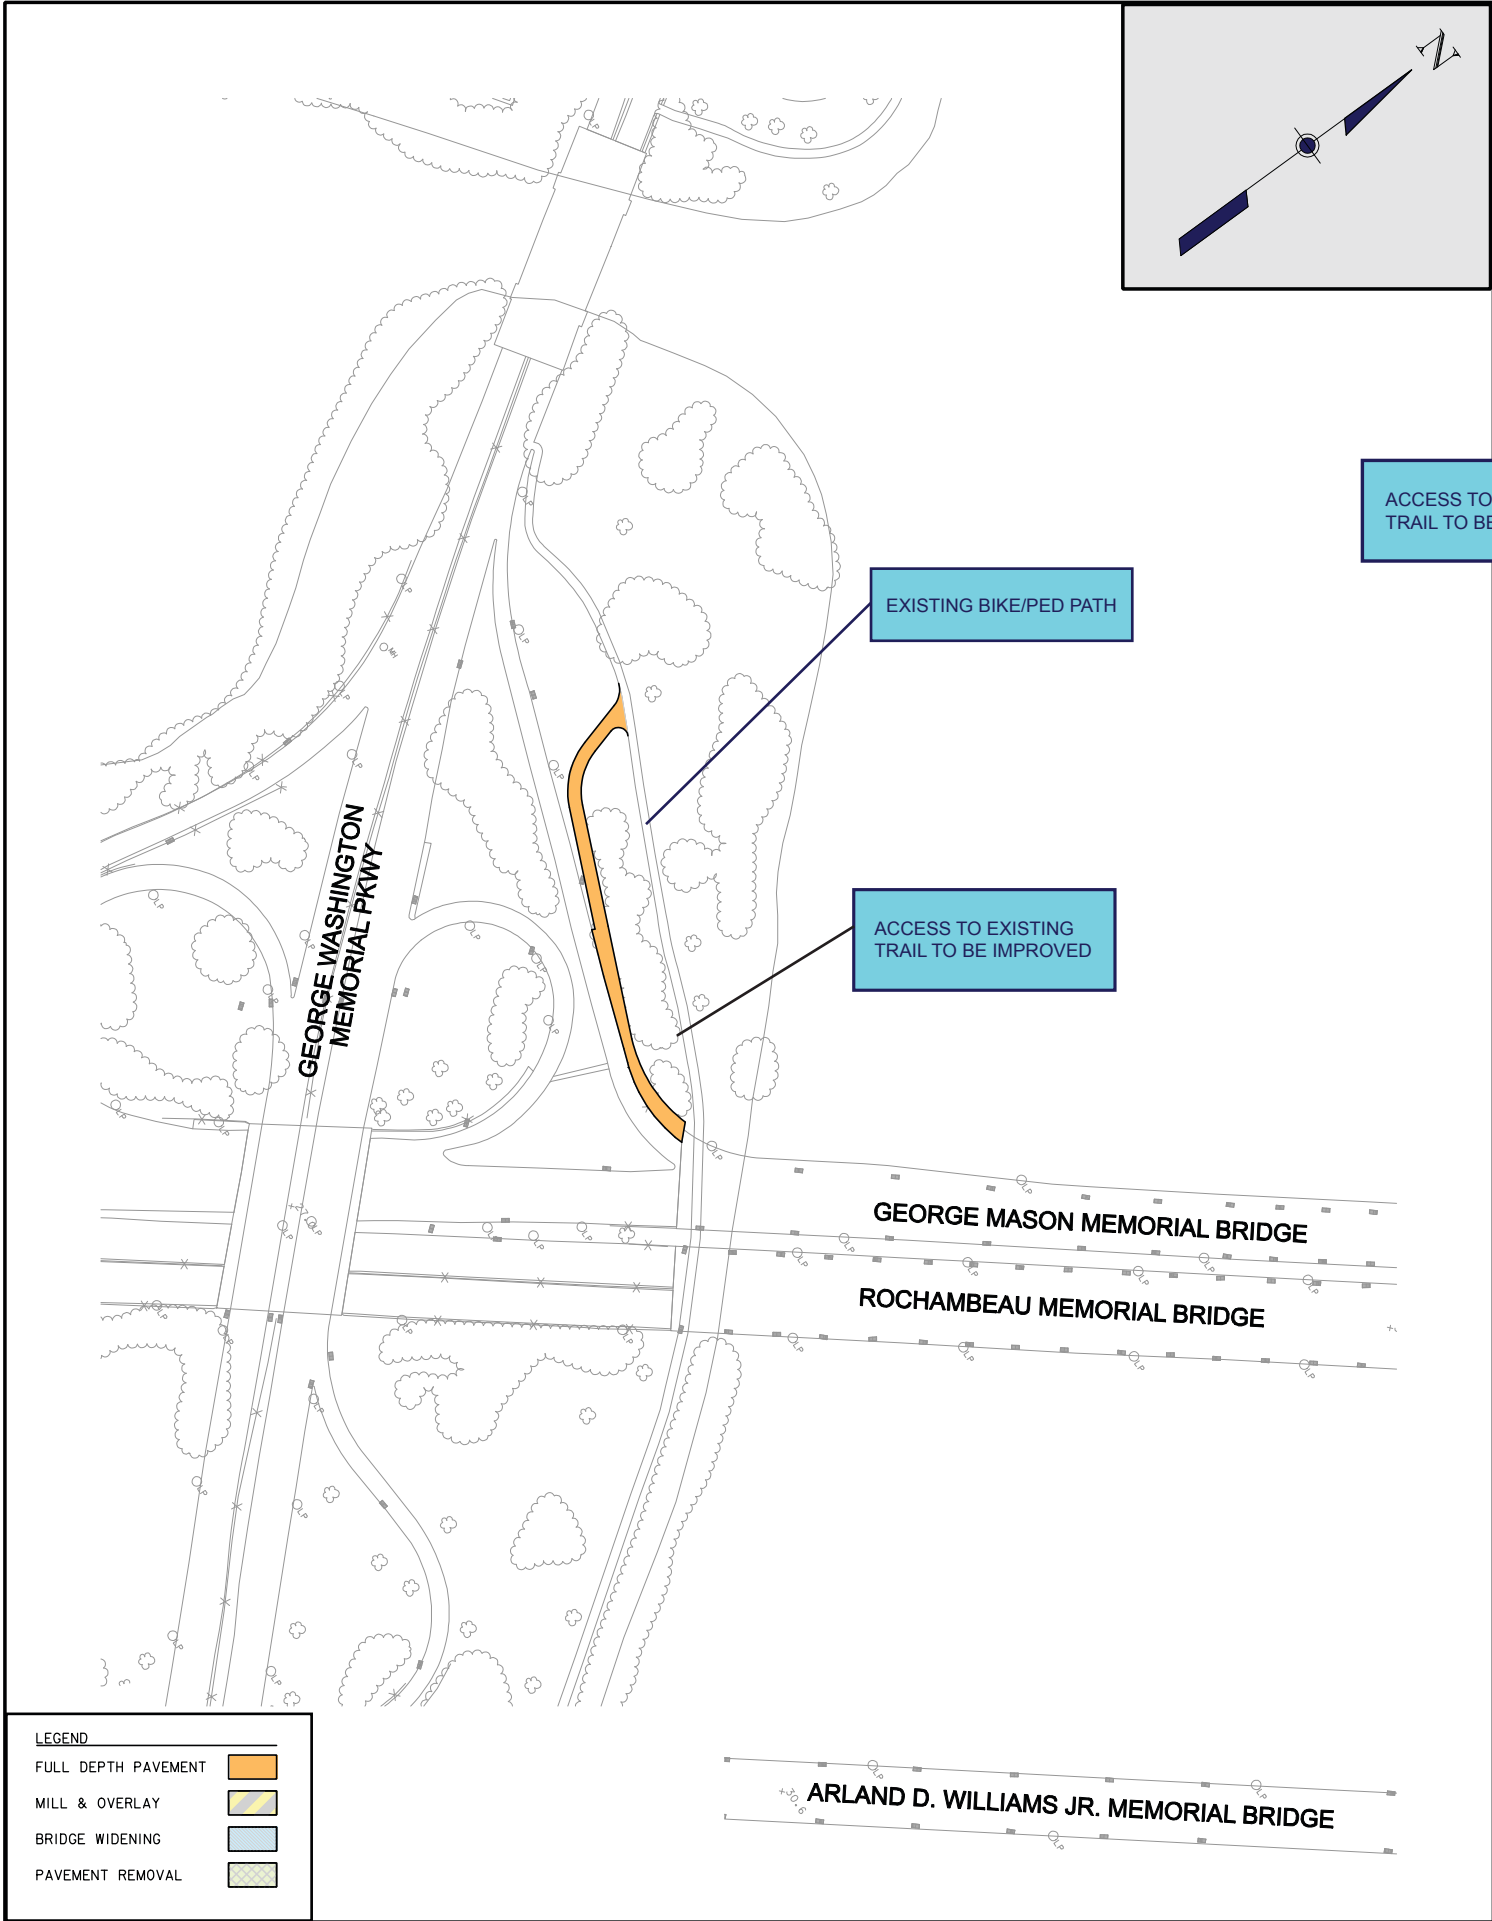 N
ACCESS TO
TRAIL TO BE
EXISTING BIKE/PED PATH
ACCESS TO EXISTING
TRAIL TO BE IMPROVED
GEORGE WASHINGTON
MEMORIAL PKWY
GEORGE MASON MEMORIAL BRIDGE
ROCHAMBEAU MEMORIAL BRIDGE
ARLAND D. WILLIAMS JR. MEMORIAL BRIDGE
+30.6
LEGEND
FULL DEPTH PAVEMENT
MILL & OVERLAY
BRIDGE WIDENING
PAVEMENT REMOVAL